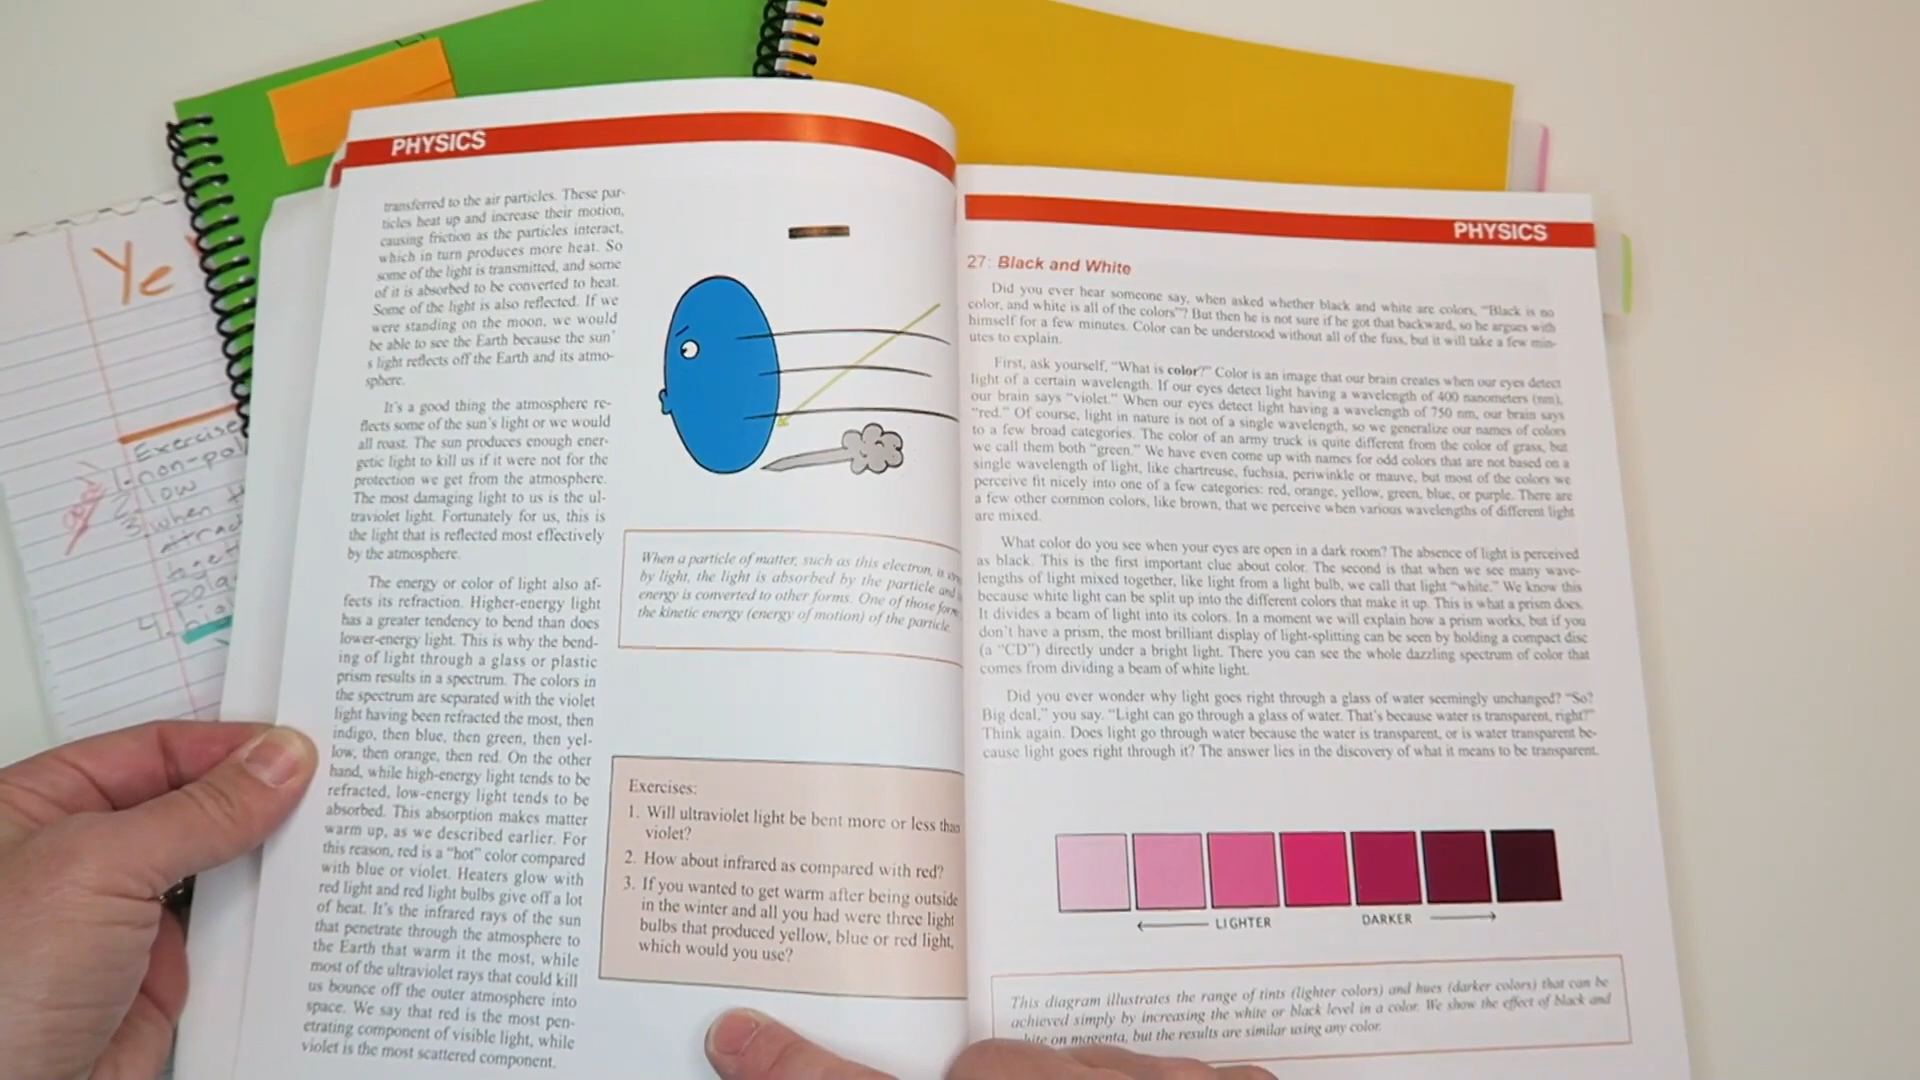 Ye
Exercise
1. non-pol
2. low
3. when
attrac
4.
PHYSICS
transferred to the air particles. These par-
ticles heat up and increase their motion,
causing friction as the particles interact,
which in turn produces more heat. So
some of the light is transmitted, and some
of it is absorbed to be converted to heat.
Some of the light is also reflected. If we
were standing on the moon, we would
be able to see the Earth because the sun'
s light reflects off the Earth and its atmo-
sphere.
It's a good thing the atmosphere re-
flects some of the sun's light or we would
all roast. The sun produces enough ener-
getic light to kill us if it were not for the
protection we get from the atmosphere.
The most damaging light to us is the ul-
traviolet light. Fortunately for us, this is
the light that is reflected most effectively
by the atmosphere.
The energy or color of light also af-
fects its refraction. Higher-energy light
has a greater tendency to bend than does
lower-energy light. This is why the bend-
ing of light through a glass or plastic
prism results in a spectrum. The colors in
the spectrum are separated with the violet
light having been refracted the most, then
indigo, then blue, then green, then yel-
low, then orange, then red. On the other
hand, while high-energy light tends to be
refracted, low-energy light tends to be
absorbed. This absorption makes matter
warm up, as we described earlier. For
this reason, red is a "hot" color compared
with blue or violet. Heaters glow with
red light and red light bulbs give off a lot
of heat. It's the infrared rays of the sun
that penetrate through the atmosphere to
the Earth that warm it the most, while
most of the ultraviolet rays that could kill
us bounce off the outer atmosphere into
space. We say that red is the most pen-
etrating component of visible light, while
violet is the most scattered component.
When a particle of matter, such as this electron, is
by light, the light is absorbed by the particle and
energy is converted to other forms. One of those
the kinetic energy (energy of motion) of the particle.
Exercises:
1. Will ultraviolet light be bent more or less than
violet?
2. How about infrared as compared with red?
3. If you wanted to get warm after being outside
in the winter and all you had were three light
bulbs that produced yellow, blue or red light,
which would you use?
PHYSICS
27: Black and White
Did you ever hear someone say, when asked whether black and white are colors, "Black is no
color, and white is all of the colors"? But then he is not sure if he got that backward, so he argues with
himself for a few minutes. Color can be understood without all of the fuss, but it will take a few min-
utes to explain.
First, ask yourself, "What is color?" Color is an image that our brain creates when our eyes detect
light of a certain wavelength. If our eyes detect light having a wavelength of 400 nanometers (nm),
our brain says "violet." When our eyes detect light having a wavelength of 750 nm, our brain says
"red." Of course, light in nature is not of a single wavelength, so we generalize our names of colors
to a few broad categories. The color of an army truck is quite different from the color of grass, but
we call them both "green." We have even come up with names for odd colors that are not based on a
single wavelength of light, like chartreuse, fuchsia, periwinkle or mauve, but most of the colors we
perceive fit nicely into one of a few categories: red, orange, yellow, green, blue, or purple. There are
a few other common colors, like brown, that we perceive when various wavelengths of different light
are mixed.
What color do you see when your eyes are open in a dark room? The absence of light is perceived
as black. This is the first important clue about color. The second is that when we see many wave-
lengths of light mixed together, like light from a light bulb, we call that light "white." We know this
because white light can be split up into the different colors that make it up. This is what a prism does.
It divides a beam of light into its colors. In a moment we will explain how a prism works, but if you
don't have a prism, the most brilliant display of light-splitting can be seen by holding a compact disc
(a "CD") directly under a bright light. There you can see the whole dazzling spectrum of color that
comes from dividing a beam of white light.
Did you ever wonder why light goes right through a glass of water seemingly unchanged? "So?
Big deal," you say. "Light can go through a glass of water. That's because water is transparent, right?"
Think again. Does light go through water because the water is transparent, or is water transparent be-
cause light goes right through it? The answer lies in the discovery of what it means to be transparent.
LIGHTER DARKER
This diagram illustrates the range of tints (lighter colors) and hues (darker colors) that can be
achieved simply by increasing the white or black level in a color. We show the effect of black and
hite on magenta, but the results are similar using any color.